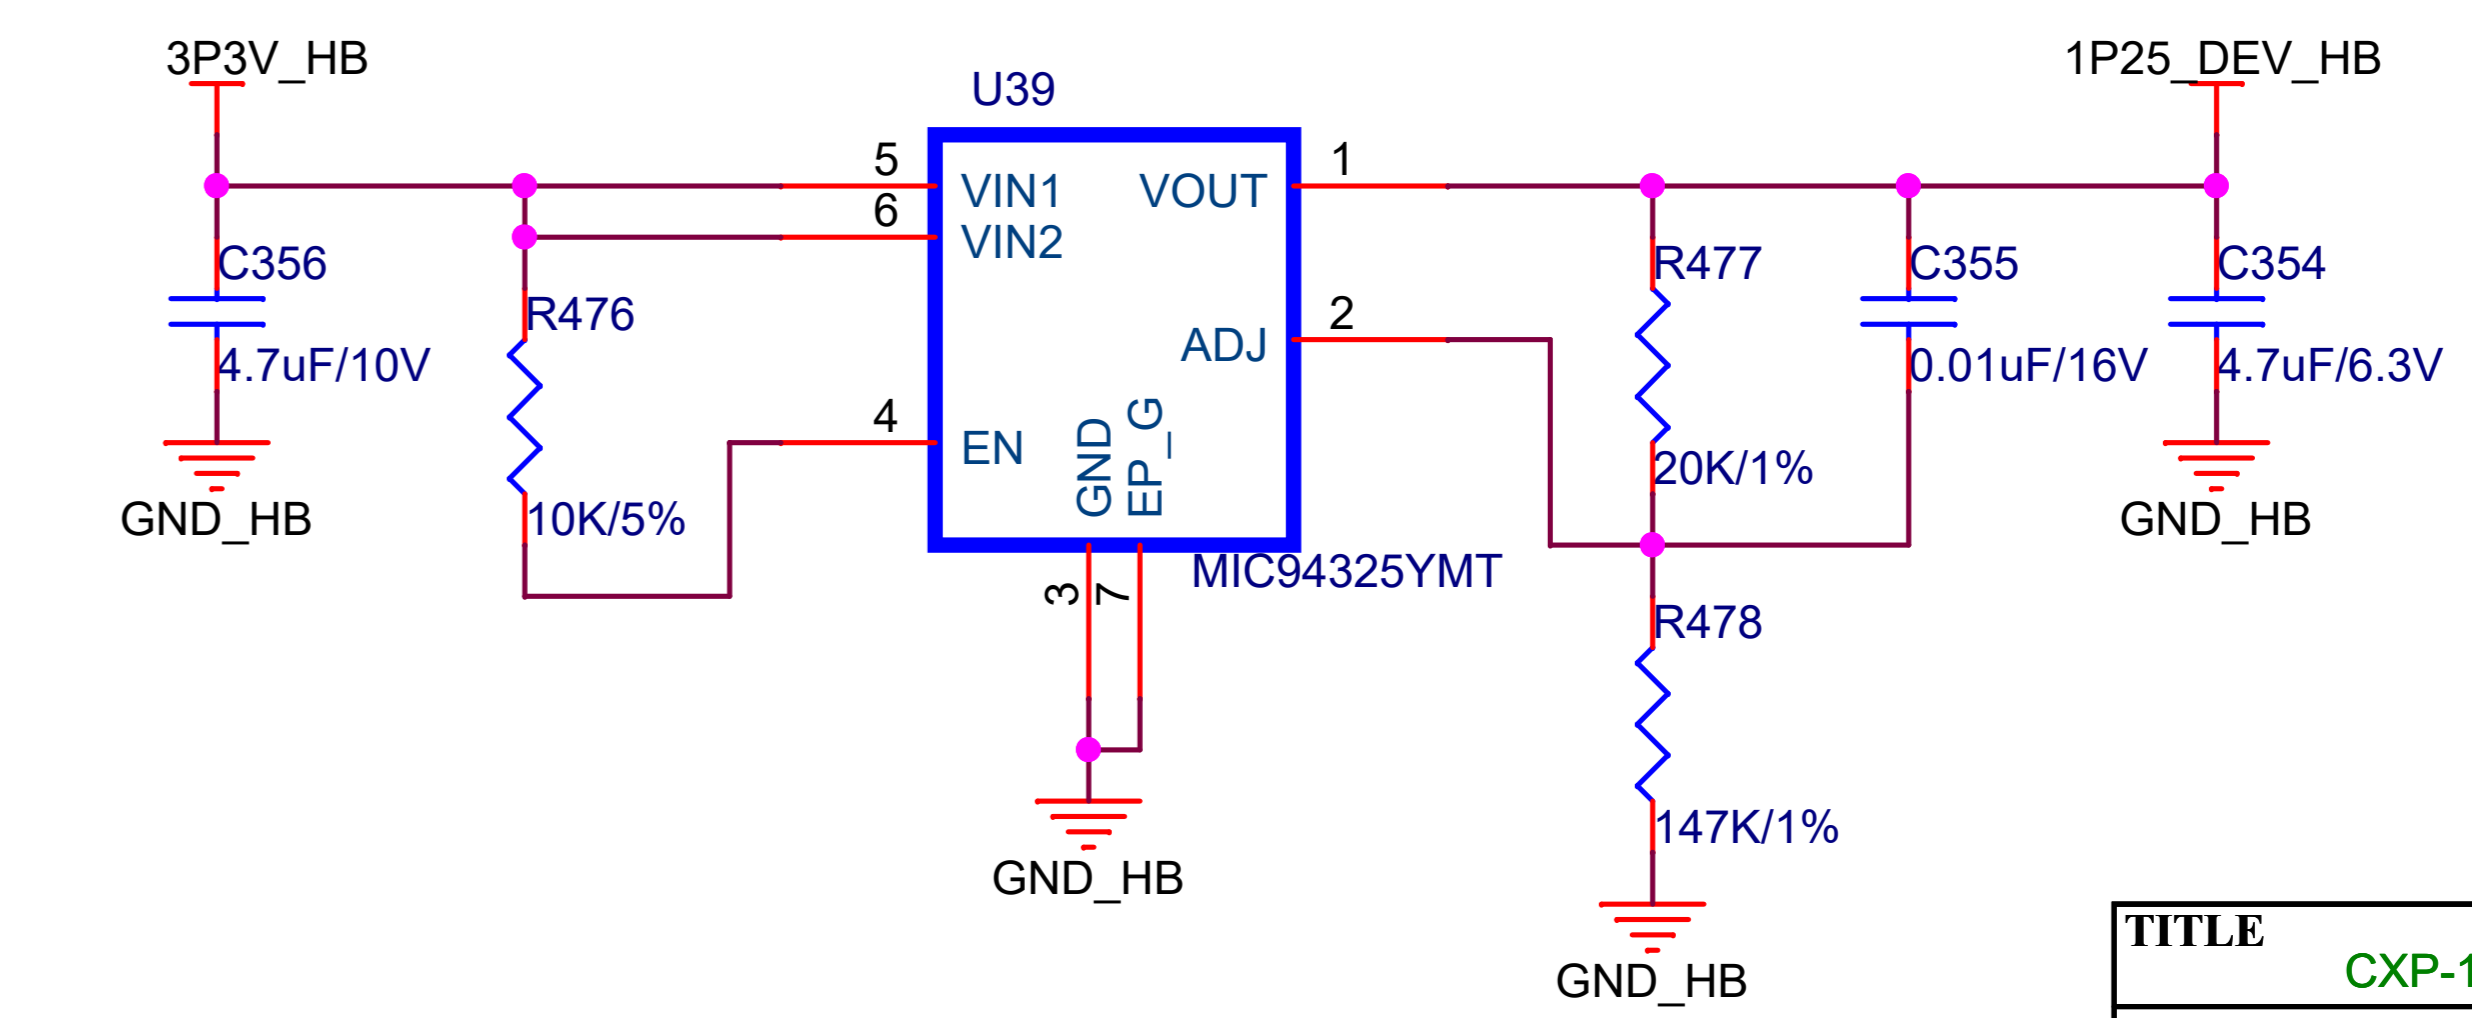 3P3V_HB
1P25_DEV_HB
U39
5
VIN1
VOUT
1
6
VIN2
C356
4.7uF/10V
GND_HB
R476
10K/5%
4
EN
ADJ
2
GND
EP_G
MIC94325YMT
3
7
GND_HB
R477
20K/1%
C355
0.01uF/16V
C354
4.7uF/6.3V
GND_HB
R478
147K/1%
GND_HB
TITLE
CXP-1